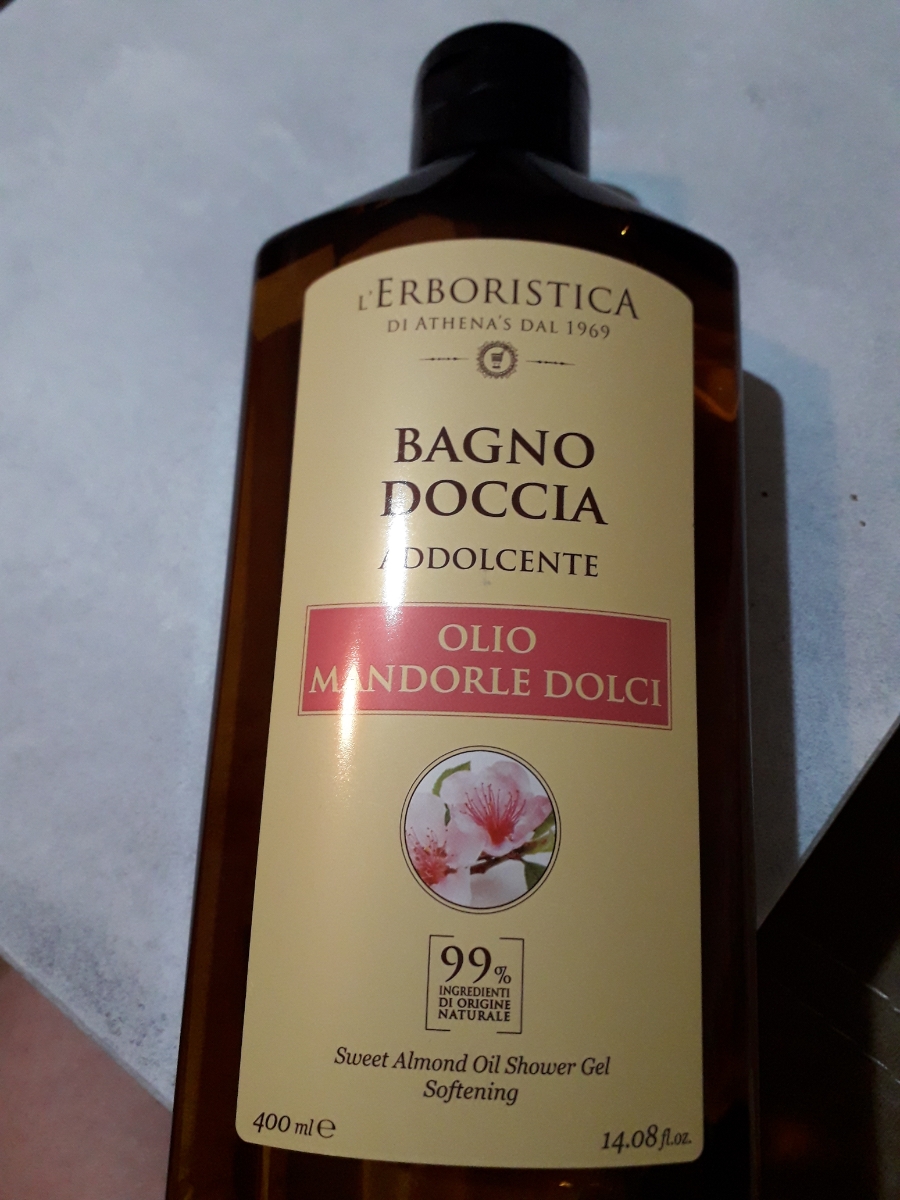 L'ERBORISTICA
DI ATHENA'S DAL 1969
BAGNO
DOCCIA
ADDOLCENTE
OLIO
MANDORLE DOLCI
99%
INGREDIENTI
DI ORIGINE
NATURALE
Sweet Almond Oil Shower Gel
Softening
400 ml ℮
14.08 fl.oz.